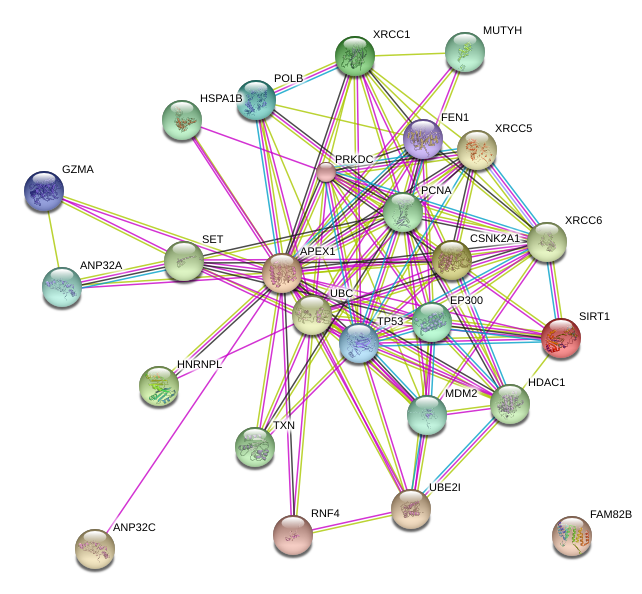 MUTYH
XRCC1
POLB
HSPA1B
FEN1
XRCC5
PRKDC
GZMA
PCNA
XRCC6
SET
CSNK2A1
APEX1
ANP32A
UBC
EP300
SIRT1
TP53
HNRNPL
HDAC1
MDM2
TXN
UBE2I
RNF4
FAM82B
ANP32C